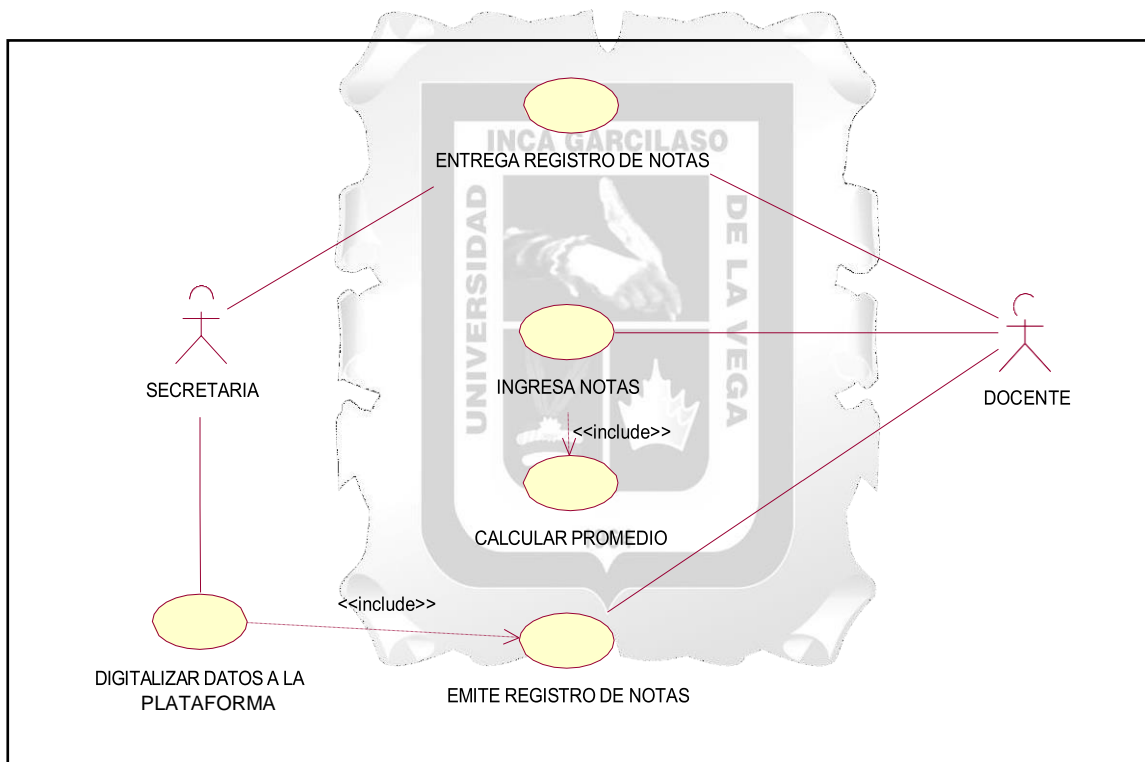 INCA GARCILASO
ENTREGA REGISTRO DE NOTAS
UNIVERSIDAD
DE LA VEGA
SECRETARIA
INGRESA NOTAS
DOCENTE
<<include>>
CALCULAR PROMEDIO
<<include>>
DIGITALIZAR DATOS A LA
PLATAFORMA
EMITE REGISTRO DE NOTAS